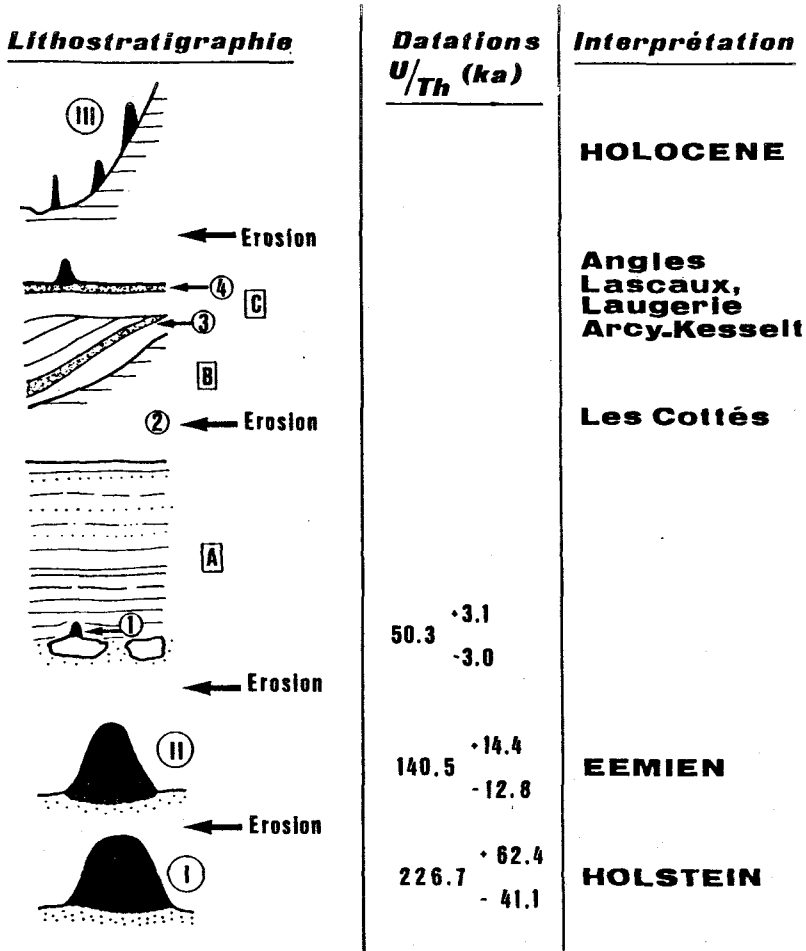 Lithostratigraphie
Datations
U/Th (ka)
Interprétation
III
HOLOCENE
Erosion
Angles
Lascaux,
Laugerie
Arcy-Kesselt
4
C
3
B
2
Erosion
Les Cottés
A
1
50.3 +3.1 -3.0
Erosion
II
140.5 +14.4 -12.8
EEMIEN
Erosion
I
226.7 +62.4 -41.1
HOLSTEIN